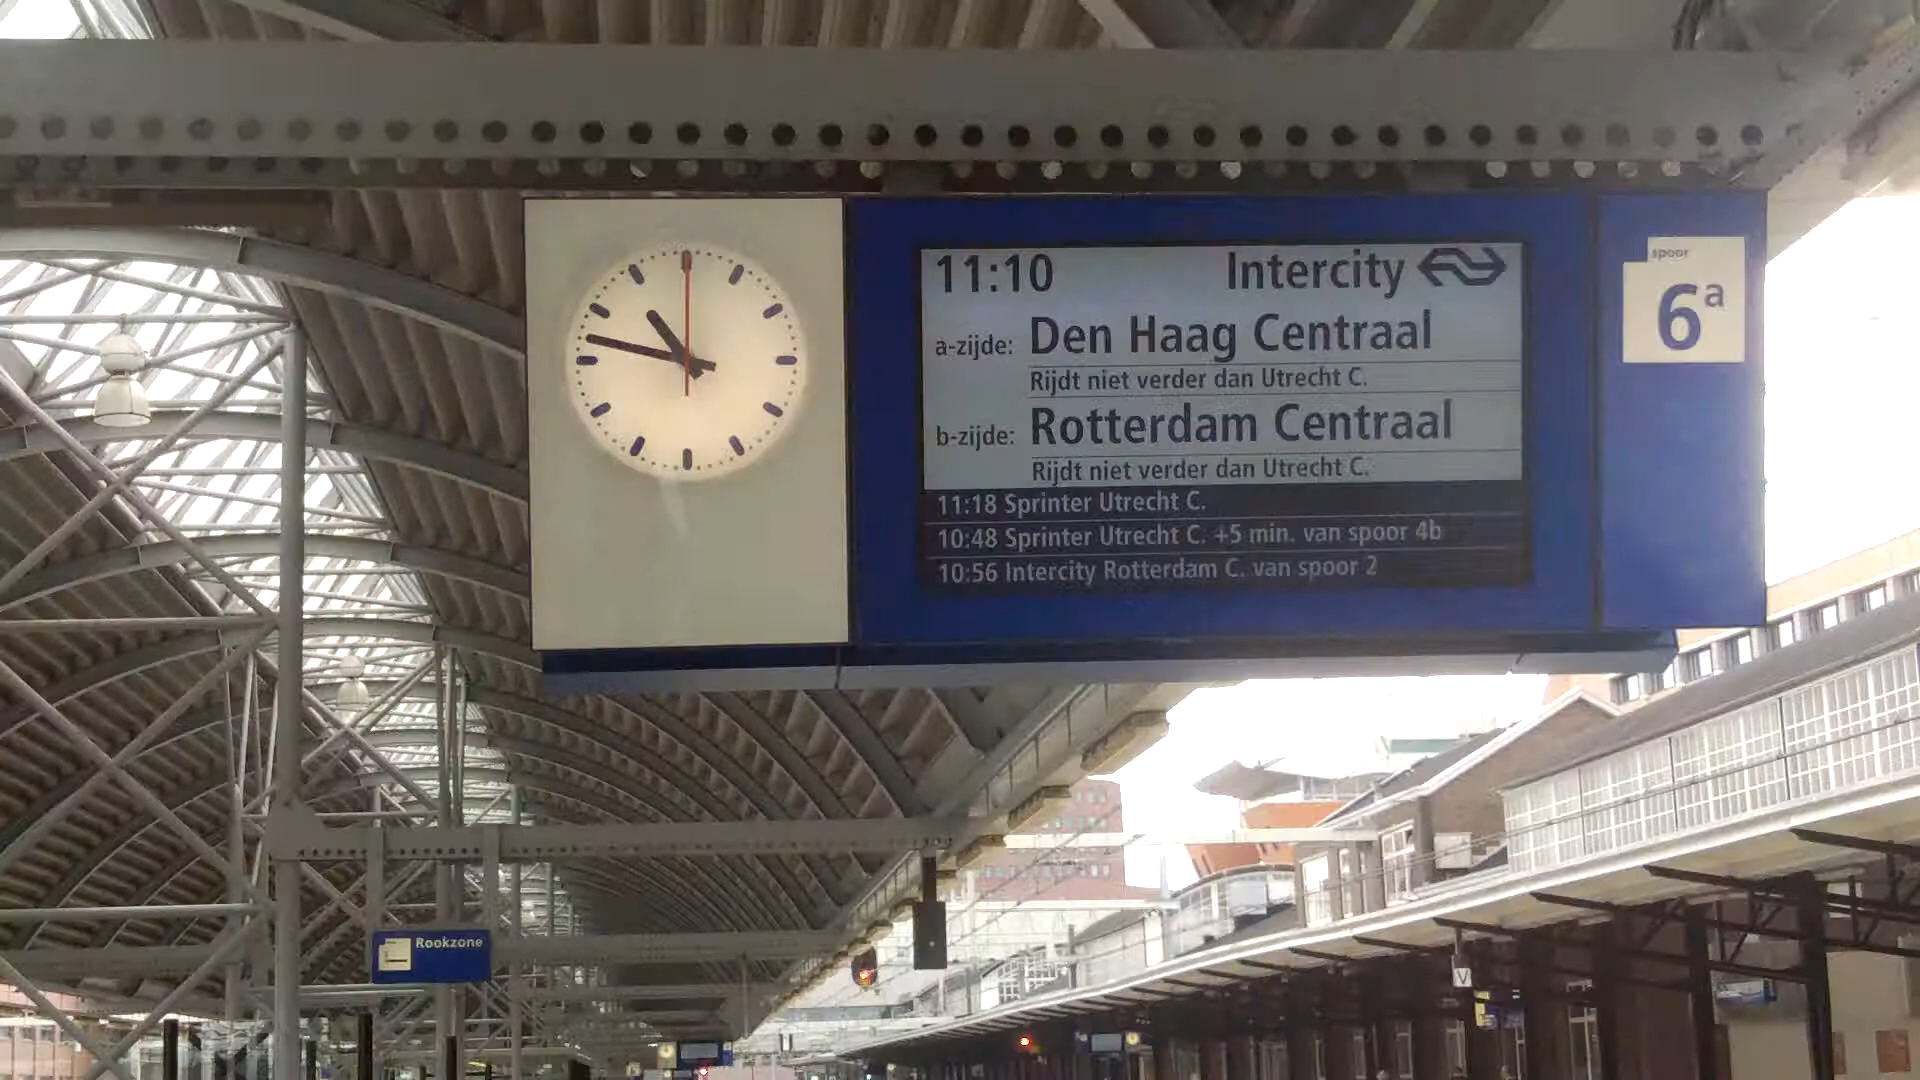 11:10 Intercity
a-zijde: Den Haag Centraal
Rijdt niet verder dan Utrecht C.
b-zijde: Rotterdam Centraal
Rijdt niet verder dan Utrecht C.
11:18 Sprinter Utrecht C.
10:48 Sprinter Utrecht C. +5 min. van spoor 4b
10:56 Intercity Rotterdam C. van spoor 2
spoor
6a
Rookzone
V